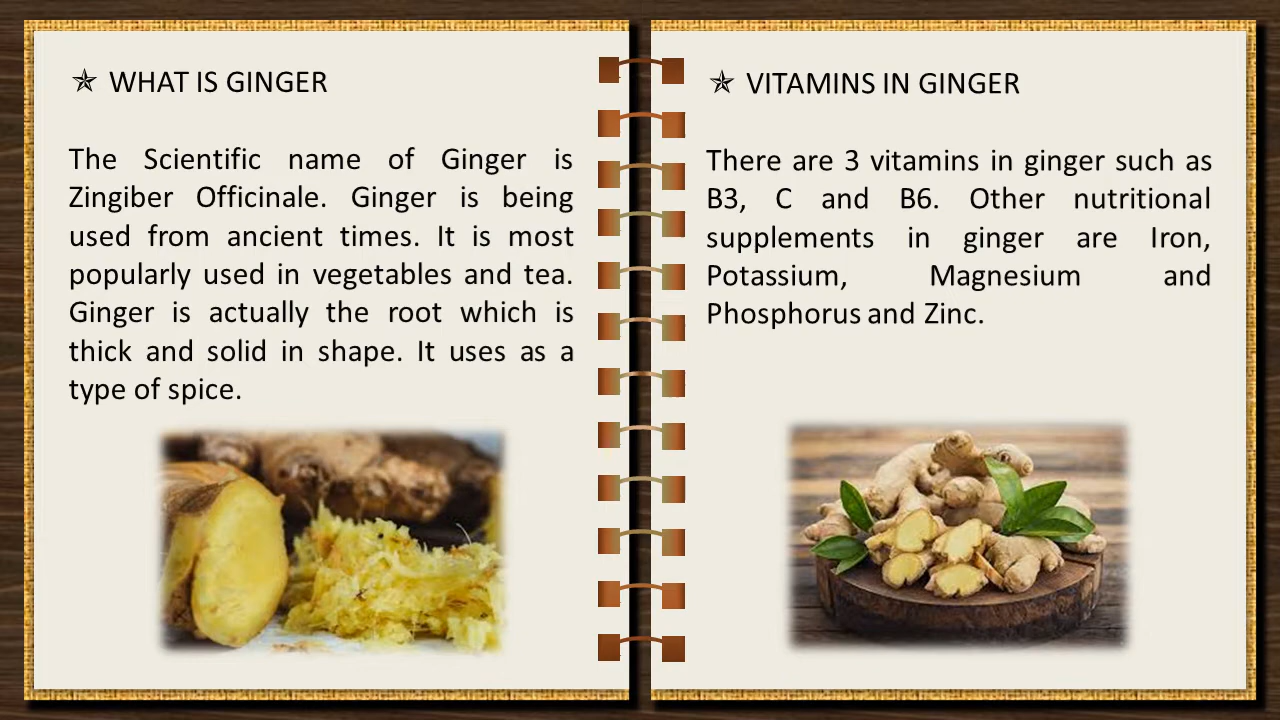 ✯ WHAT IS GINGER
The Scientific name of Ginger is
Zingiber Officinale. Ginger is being
used from ancient times. It is most
popularly used in vegetables and tea.
Ginger is actually the root which is
thick and solid in shape. It uses as a
type of spice.
✯ VITAMINS IN GINGER
There are 3 vitamins in ginger such as
B3, C and B6. Other nutritional
supplements in ginger are Iron,
Potassium, Magnesium and
Phosphorus and Zinc.